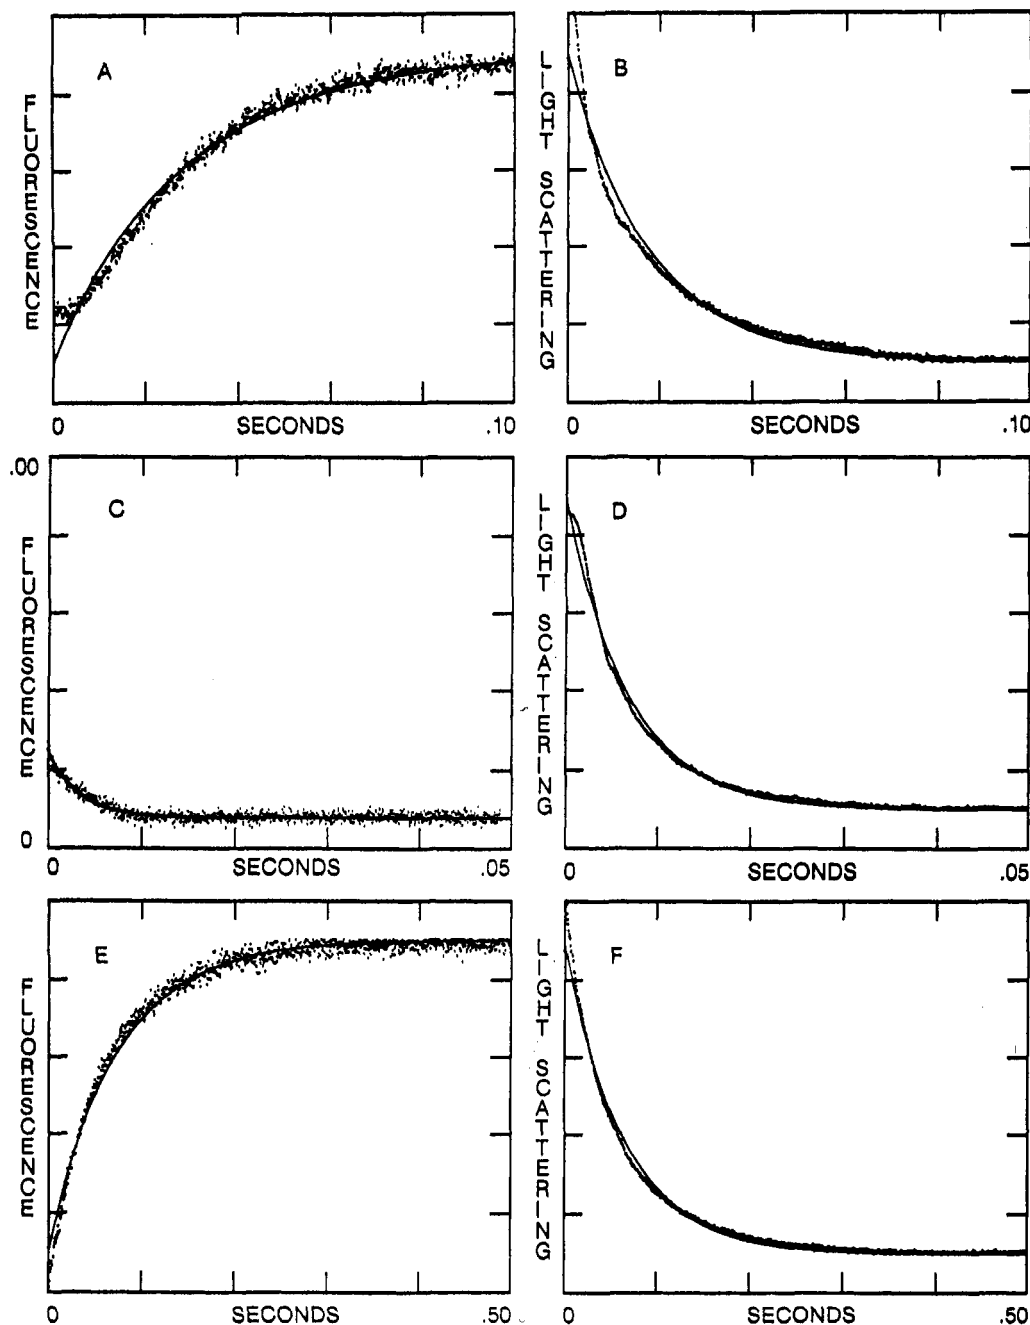 A
FLUORESCENCE
0 SECONDS .10
B
LIGHT SCATTERING
0 SECONDS .10
.00
C
FLUORESCENCE
0
0 SECONDS .05
D
LIGHT SCATTERING
0 SECONDS .05
E
FLUORESCENCE
0 SECONDS .50
F
LIGHT SCATTERING
0 SECONDS .50